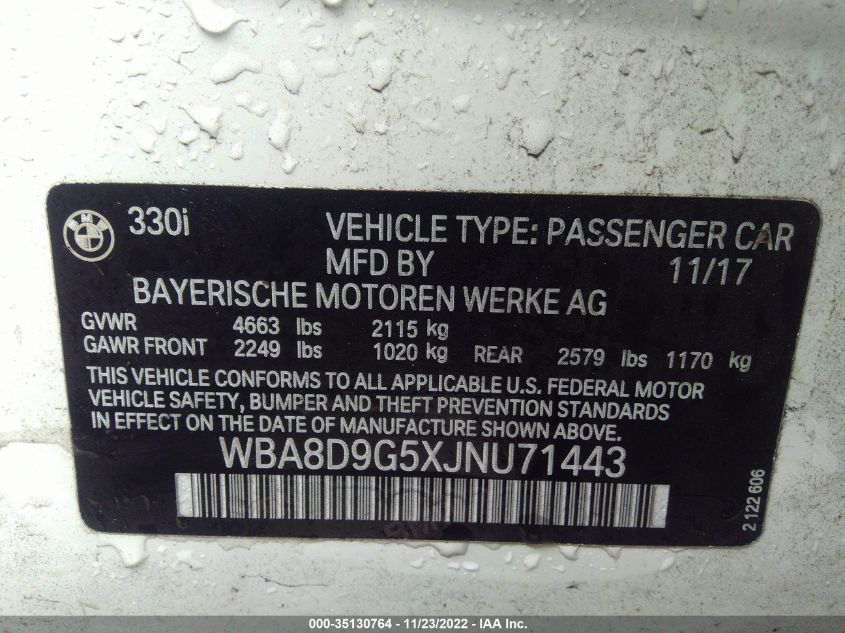 BMW
330i VEHICLE TYPE: PASSENGER CAR
MFD BY 11/17
BAYERISCHE MOTOREN WERKE AG
GVWR 4663 lbs 2115 kg
GAWR FRONT 2249 lbs 1020 kg REAR 2579 lbs 1170 kg
THIS VEHICLE CONFORMS TO ALL APPLICABLE U.S. FEDERAL MOTOR
VEHICLE SAFETY, BUMPER AND THEFT PREVENTION STANDARDS
IN EFFECT ON THE DATE OF MANUFACTURE SHOWN ABOVE.
WBA8D9G5XJNU71443
2 122 606
000-35130764 - 11/23/2022 - IAA Inc.